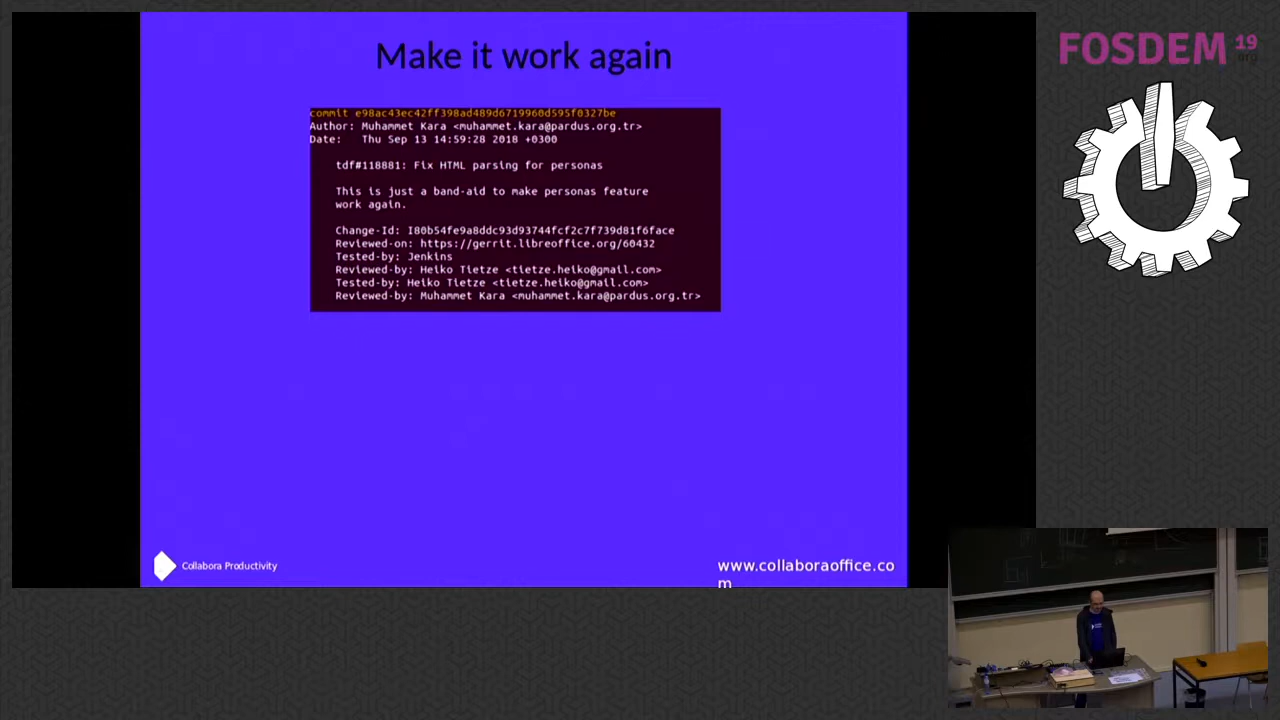 Make it work again
commit e98ac43ec42ff398ad489d6719960d595f0327be
Author: Muhammet Kara <muhammet.kara@pardus.org.tr>
Date:   Thu Sep 13 14:59:28 2018 +0300
tdf#118881: Fix HTML parsing for personas
This is just a band-aid to make personas feature
work again.
Change-Id: I80b54fe9a8ddc93d93744fcf2c7f739d81f6face
Reviewed-on: https://gerrit.libreoffice.org/60432
Tested-by: Jenkins
Reviewed-by: Heiko Tietze <tietze.heiko@gmail.com>
Tested-by: Heiko Tietze <tietze.heiko@gmail.com>
Reviewed-by: Muhammet Kara <muhammet.kara@pardus.org.tr>
Collabora Productivity
www.collaboraoffice.co
m
FOSDEM 19
.org